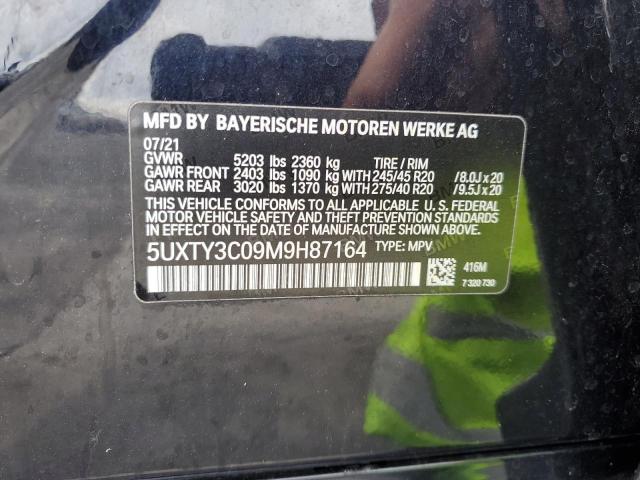 MFD BY BAYERISCHE MOTOREN WERKE AG
07/21
GVWR 5203 lbs 2360 kg TIRE / RIM
GAWR FRONT 2403 lbs 1090 kg WITH 245/45 R20 /8.0J x 20
GAWR REAR 3020 lbs 1370 kg WITH 275/40 R20 /9.5J x 20
THIS VEHICLE CONFORMS TO ALL APPLICABLE U. S. FEDERAL
MOTOR VEHICLE SAFETY AND THEFT PREVENTION STANDARDS
IN EFFECT ON THE DATE OF MANUFACTURE SHOWN ABOVE.
5UXTY3C09M9H87164 TYPE: MPV
416M
7 320 730